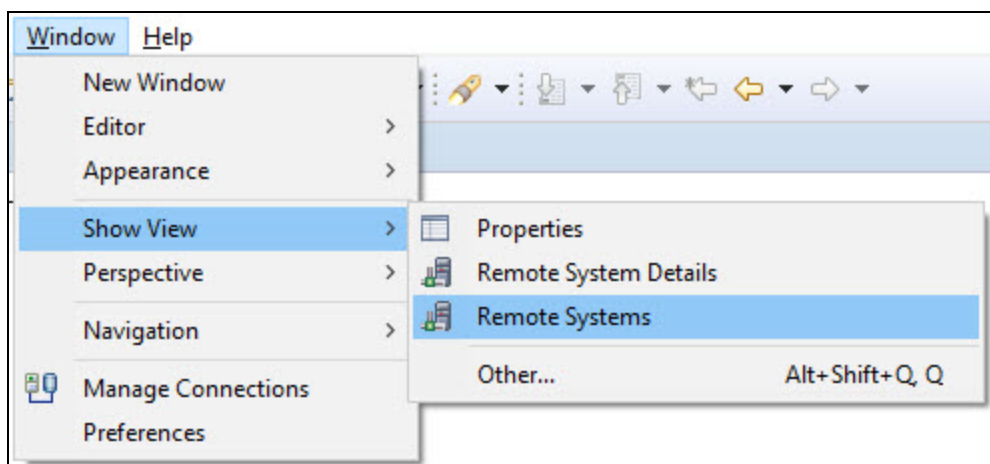 Window Help
New Window
Editor
Appearance
Show View
Perspective
Navigation
Manage Connections
Preferences
Properties
Remote System Details
Remote Systems
Other... Alt+Shift+Q, Q